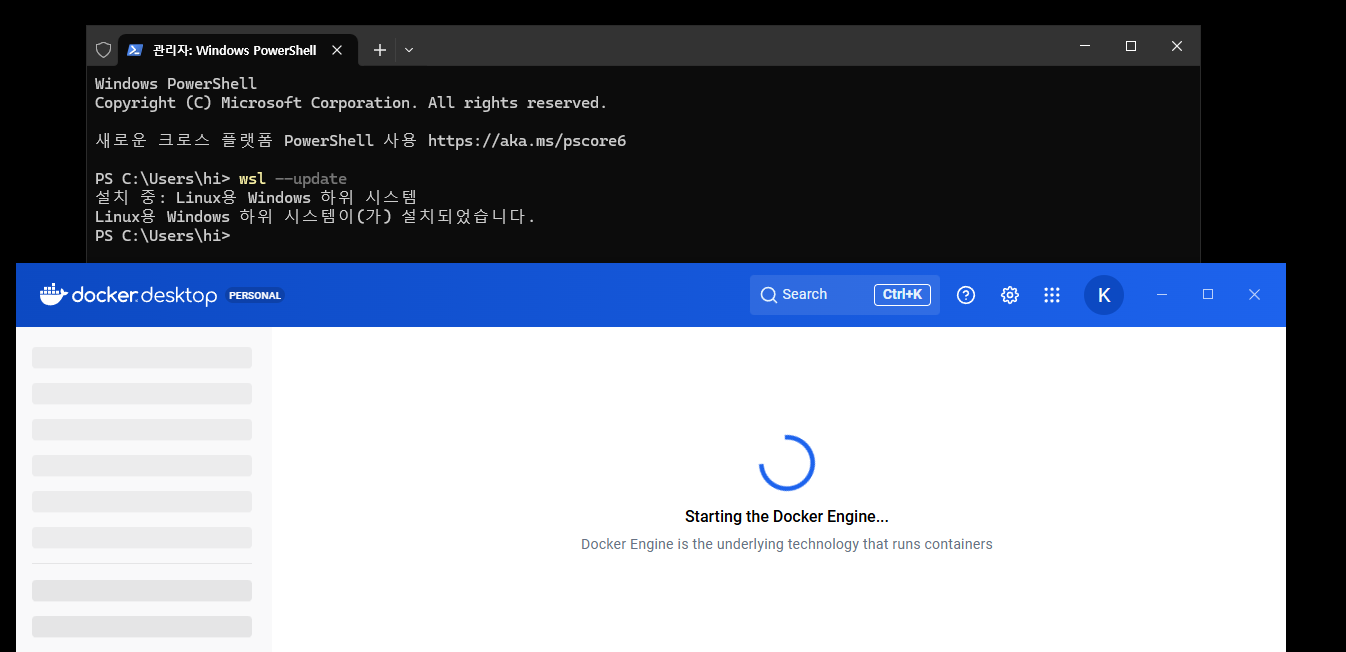 관리자: Windows PowerShell
Windows PowerShell
Copyright (C) Microsoft Corporation. All rights reserved.
새로운 크로스 플랫폼 PowerShell 사용 https://aka.ms/pscore6
PS C:\Users\hi> wsl --update
설치 중: Linux용 Windows 하위 시스템
Linux용 Windows 하위 시스템이(가) 설치되었습니다.
PS C:\Users\hi>
docker.desktop PERSONAL
Search Ctrl+K
K
Starting the Docker Engine...
Docker Engine is the underlying technology that runs containers